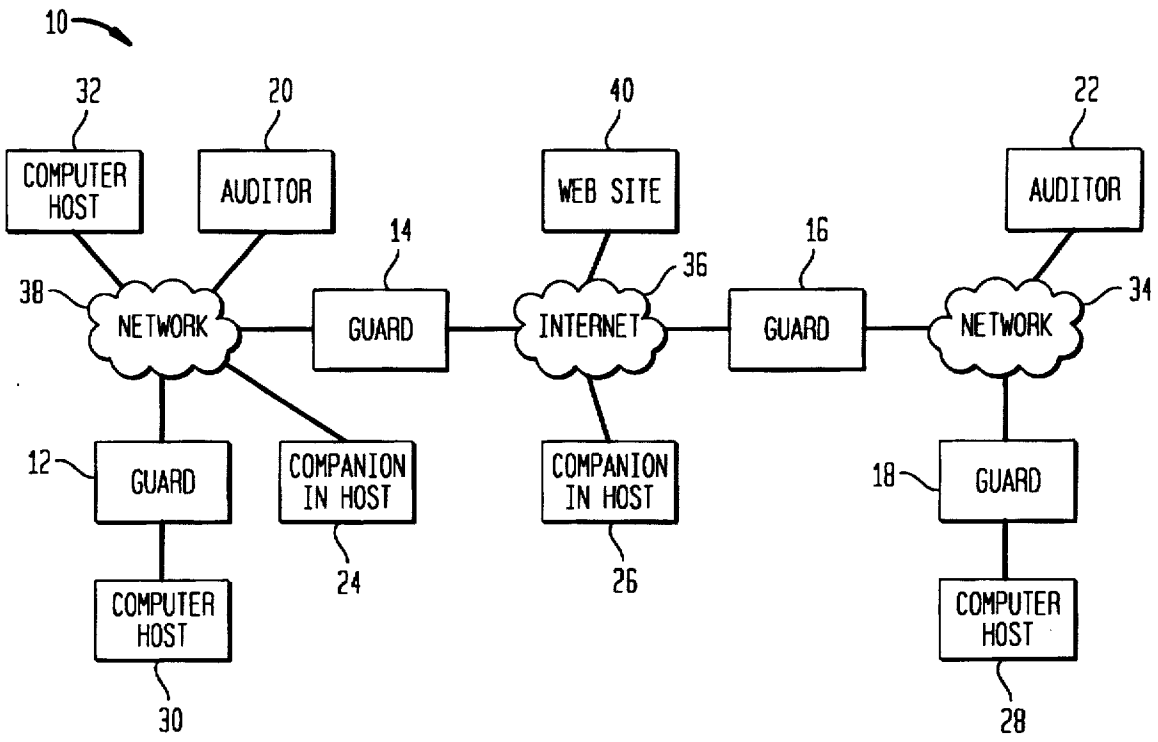 10
32
20
40
22
COMPUTER
HOST
AUDITOR
WEB SITE
AUDITOR
14
16
38
36
34
NETWORK
GUARD
INTERNET
GUARD
NETWORK
12
GUARD
COMPANION
IN HOST
COMPANION
IN HOST
18
GUARD
24
26
COMPUTER
HOST
COMPUTER
HOST
30
28